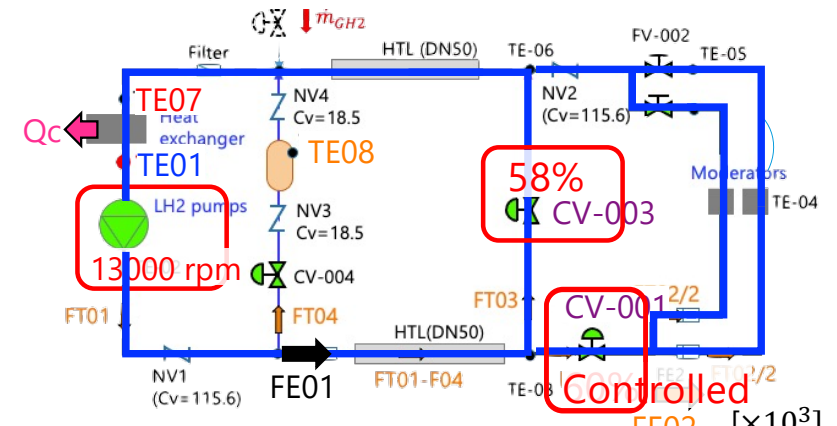 ṁGH2
Filter
HTL (DN50)
TE-06
FV-002
TE-05
TE07
NV4
Cv=18.5
NV2
(Cv=115.6)
Qc
Heat
exchanger
TE08
TE01
58%
Moderators
LH2 pumps
NV3
Cv=18.5
CV-003
TE-04
13000 rpm
CV-004
FT03
CV-001
2/2
FT01
FT04
HTL(DN50)
NV1
(Cv=115.6)
FE01
FT01-F04
TE-03
Controlled
[×10³]